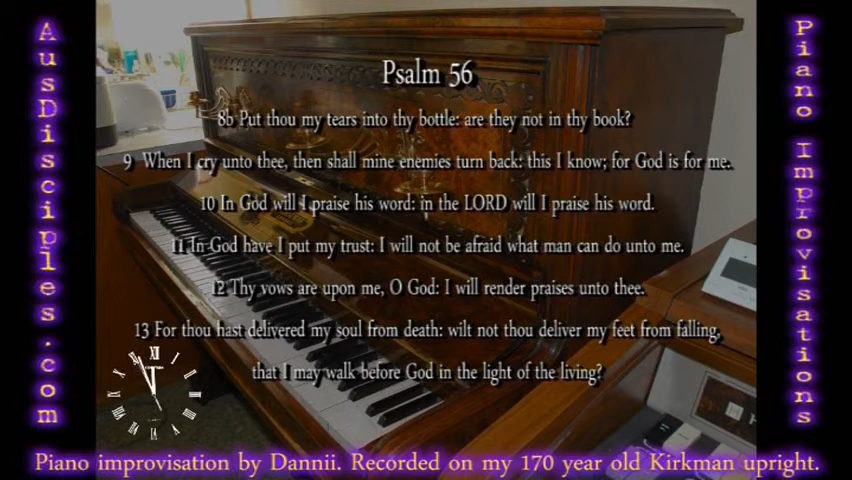 AusDisciples.com
Psalm 56
8b Put thou my tears into thy bottle: are they not in thy book?
9 When I cry unto thee, then shall mine enemies turn back: this I know; for God is for me.
10 In God will I praise his word: in the LORD will I praise his word.
11 In God have I put my trust: I will not be afraid what man can do unto me.
12 Thy vows are upon me, O God: I will render praises unto thee.
13 For thou hast delivered my soul from death: wilt not thou deliver my feet from falling,
that I may walk before God in the light of the living?
Piano Improvisations
Piano improvisation by Dannii. Recorded on my 170 year old Kirkman upright.